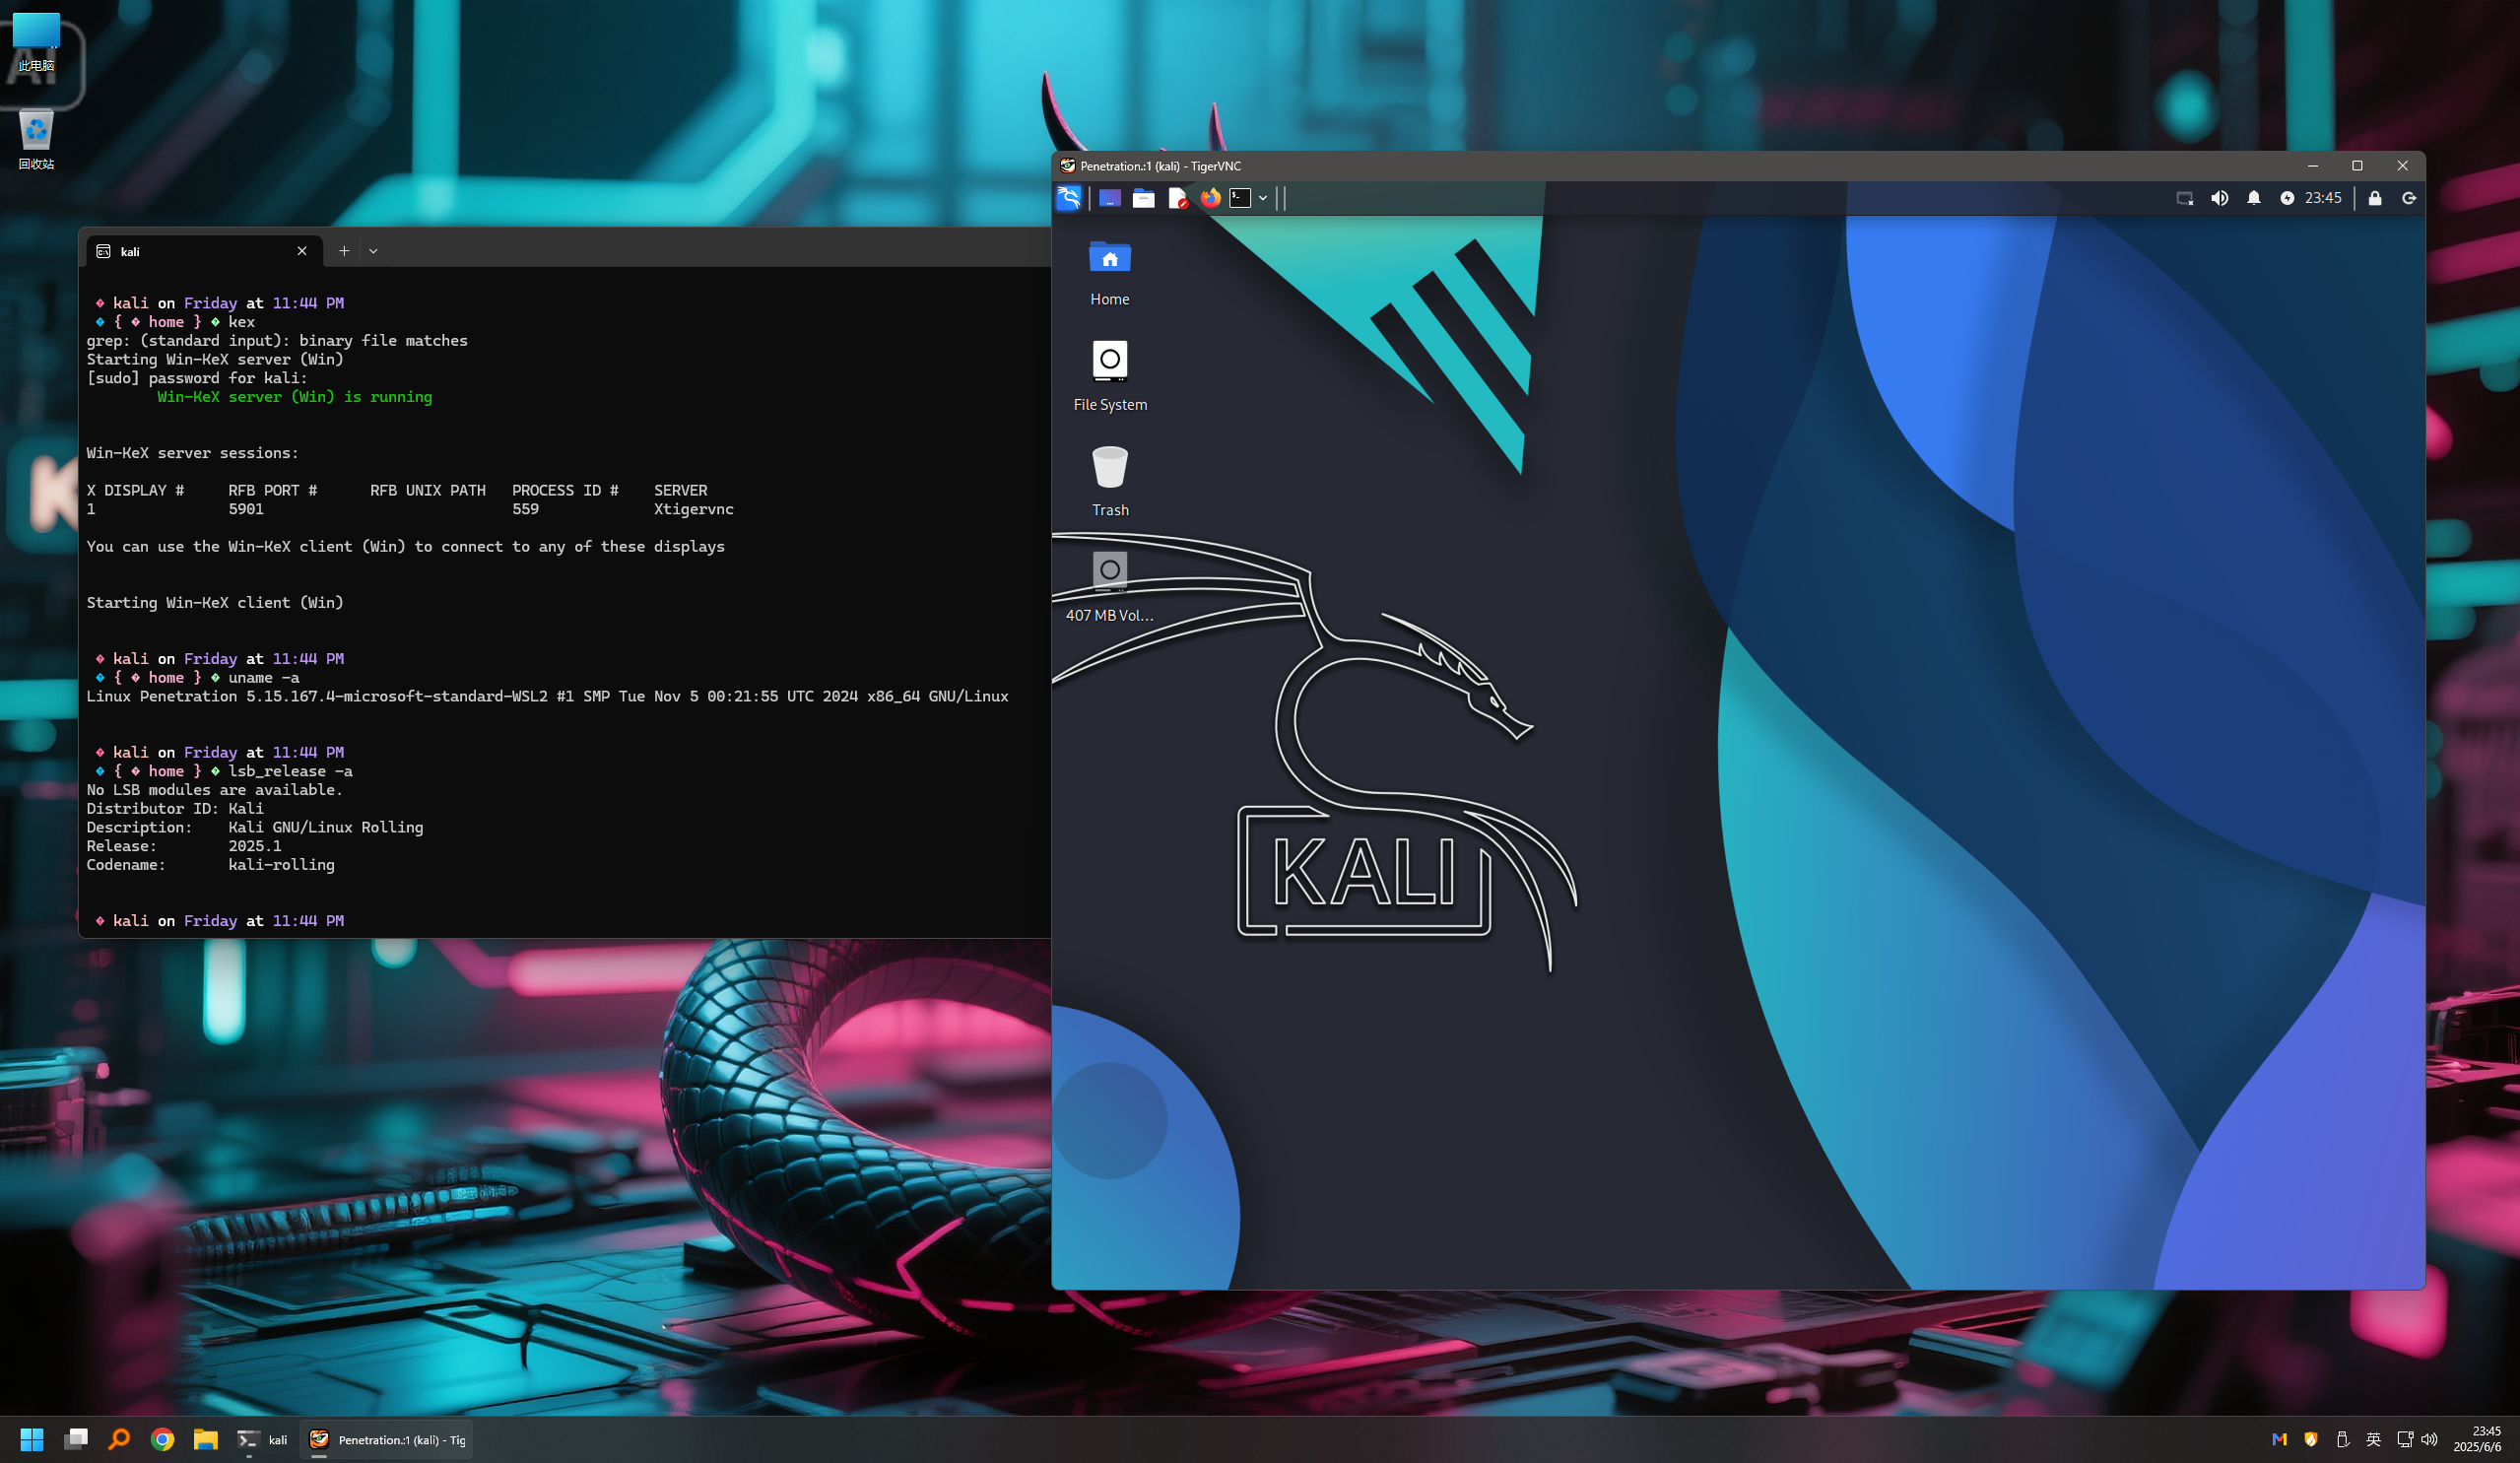 AI
此电脑
回收站
kali
kali on Friday at 11:44 PM
{ home } kex
grep: (standard input): binary file matches
Starting Win-KeX server (Win)
[sudo] password for kali:
Win-KeX server (Win) is running
Win-KeX server sessions:
X DISPLAY # RFB PORT # RFB UNIX PATH PROCESS ID # SERVER
1 5901 559 Xtigervnc
You can use the Win-KeX client (Win) to connect to any of these displays
Starting Win-KeX client (Win)
kali on Friday at 11:44 PM
{ home } uname -a
Linux Penetration 5.15.167.4-microsoft-standard-WSL2 #1 SMP Tue Nov 5 00:21:55 UTC 2024 x86_64 GNU/Linux
kali on Friday at 11:44 PM
{ home } lsb_release -a
No LSB modules are available.
Distributor ID: Kali
Description: Kali GNU/Linux Rolling
Release: 2025.1
Codename: kali-rolling
kali on Friday at 11:44 PM
K
Penetration.:1 (kali) - TigerVNC
23:45
Home
File System
Trash
407 MB Vol...
KALI
kali
Penetration.:1 (kali) - Tig
英
23:45
2025/6/6